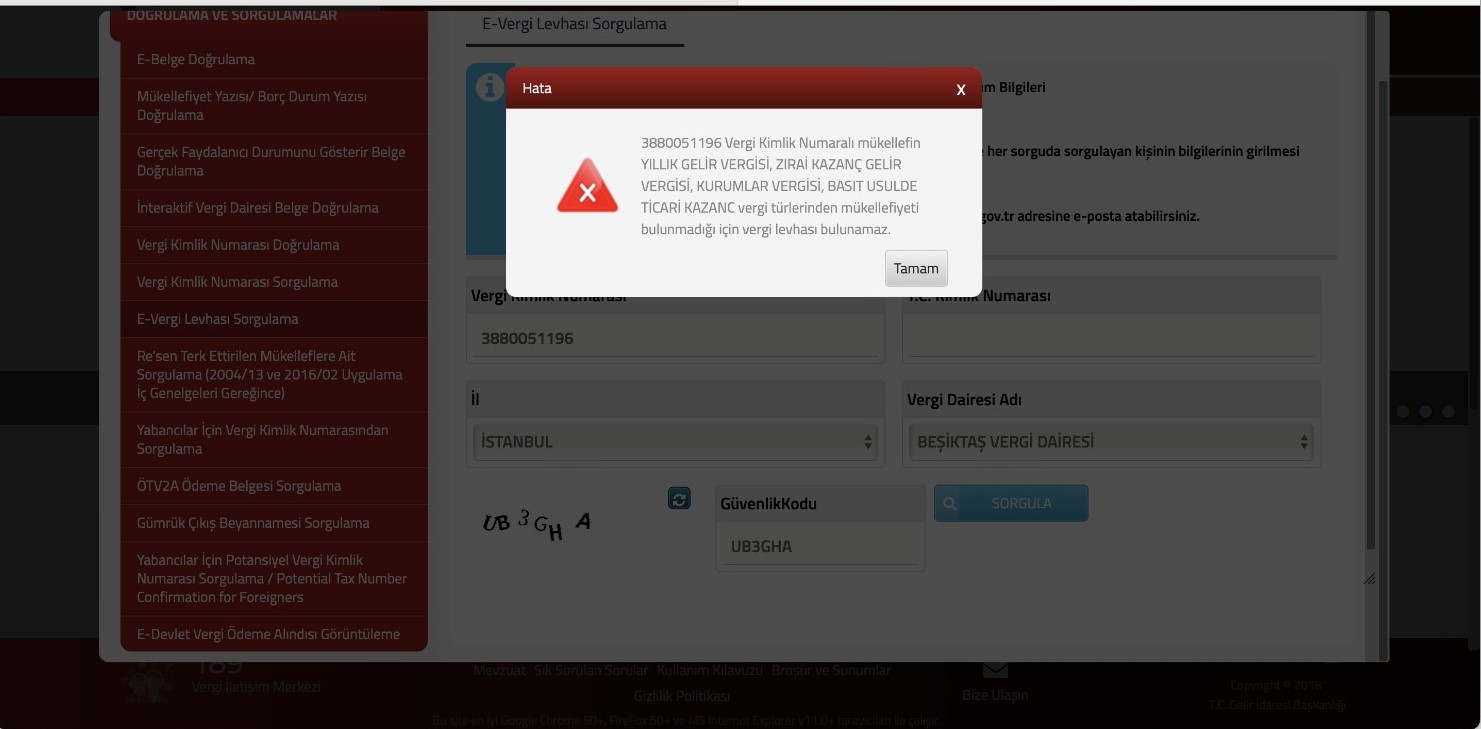 DOĞRULAMA VE SORGULAMALAR
E-Belge Doğrulama
Mükellefiyet Yazısı/ Borç Durum Yazısı
Doğrulama
Gerçek Faydalanıcı Durumunu Gösterir Belge
Doğrulama
İnteraktif Vergi Dairesi Belge Doğrulama
Vergi Kimlik Numarası Doğrulama
Vergi Kimlik Numarası Sorgulama
E-Vergi Levhası Sorgulama
Re'sen Terk Ettirilen Mükelleflere Ait
Sorgulama (2004/13 ve 2016/02 Uygulama
İç Genelgeleri Gereğince)
Yabancılar İçin Vergi Kimlik Numarasından
Sorgulama
ÖTV2A Ödeme Belgesi Sorgulama
Gümrük Çıkış Beyannamesi Sorgulama
Yabancılar İçin Potansiyel Vergi Kimlik
Numarası Sorgulama / Potential Tax Number
Confirmation for Foreigners
E-Devlet Vergi Ödeme Alındısı Görüntüleme
E-Vergi Levhası Sorgulama
Hata
X
3880051196 Vergi Kimlik Numaralı mükellefin
YILLIK GELİR VERGİSİ, ZIRAİ KAZANÇ GELİR
VERGİSİ, KURUMLAR VERGİSİ, BASIT USULDE
TİCARİ KAZANC vergi türlerinden mükellefiyeti
bulunmadığı için vergi levhası bulunamaz.
Tamam
Bilgileri
her sorguda sorgulayan kişinin bilgilerinin girilmesi
gov.tr adresine e-posta atabilirsiniz.
Vergi Kimlik Numarası
3880051196
T.C. Kimlik Numarası
İl
İSTANBUL
Vergi Dairesi Adı
BEŞİKTAŞ VERGİ DAİRESİ
UB3GHA
GüvenlikKodu
UB3GHA
SORGULA
189
Vergi İletişim Merkezi
Mevzuat Sık Sorulan Sorular Kullanım Kılavuzu Broşür ve Sunumlar
Gizlilik Politikası
Bu site en iyi Google Chrome 50+, FireFox 50+ ve MS Internet Explorer v11.0+ tarayıcıları ile çalışır.
Bize Ulaşın
Copyright © 2018
T.C. Gelir İdaresi Başkanlığı